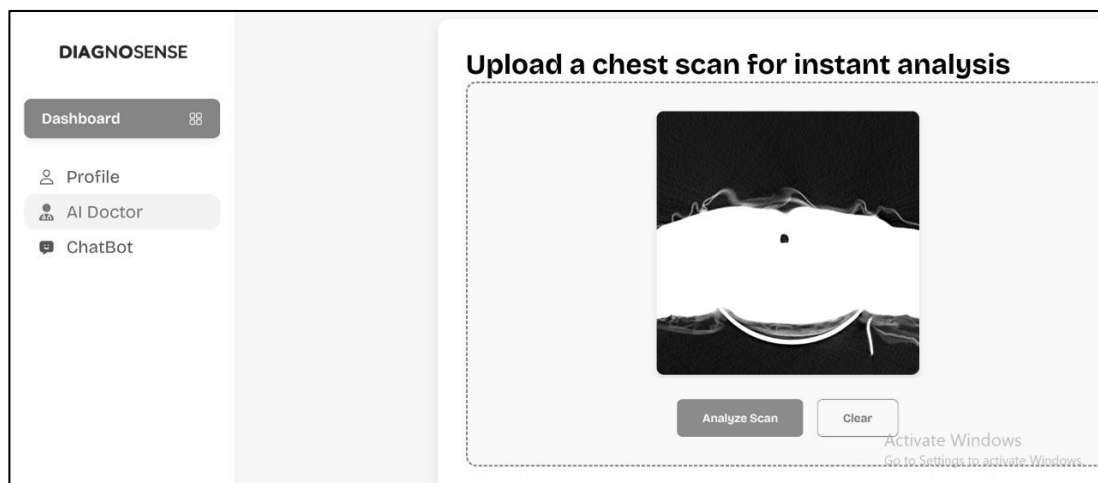 DIAGNOSENSE
Dashboard
Profile
AI Doctor
ChatBot
Upload a chest scan for instant analysis
Analyze Scan
Clear
Activate Windows
Go to Settings to activate Windows.